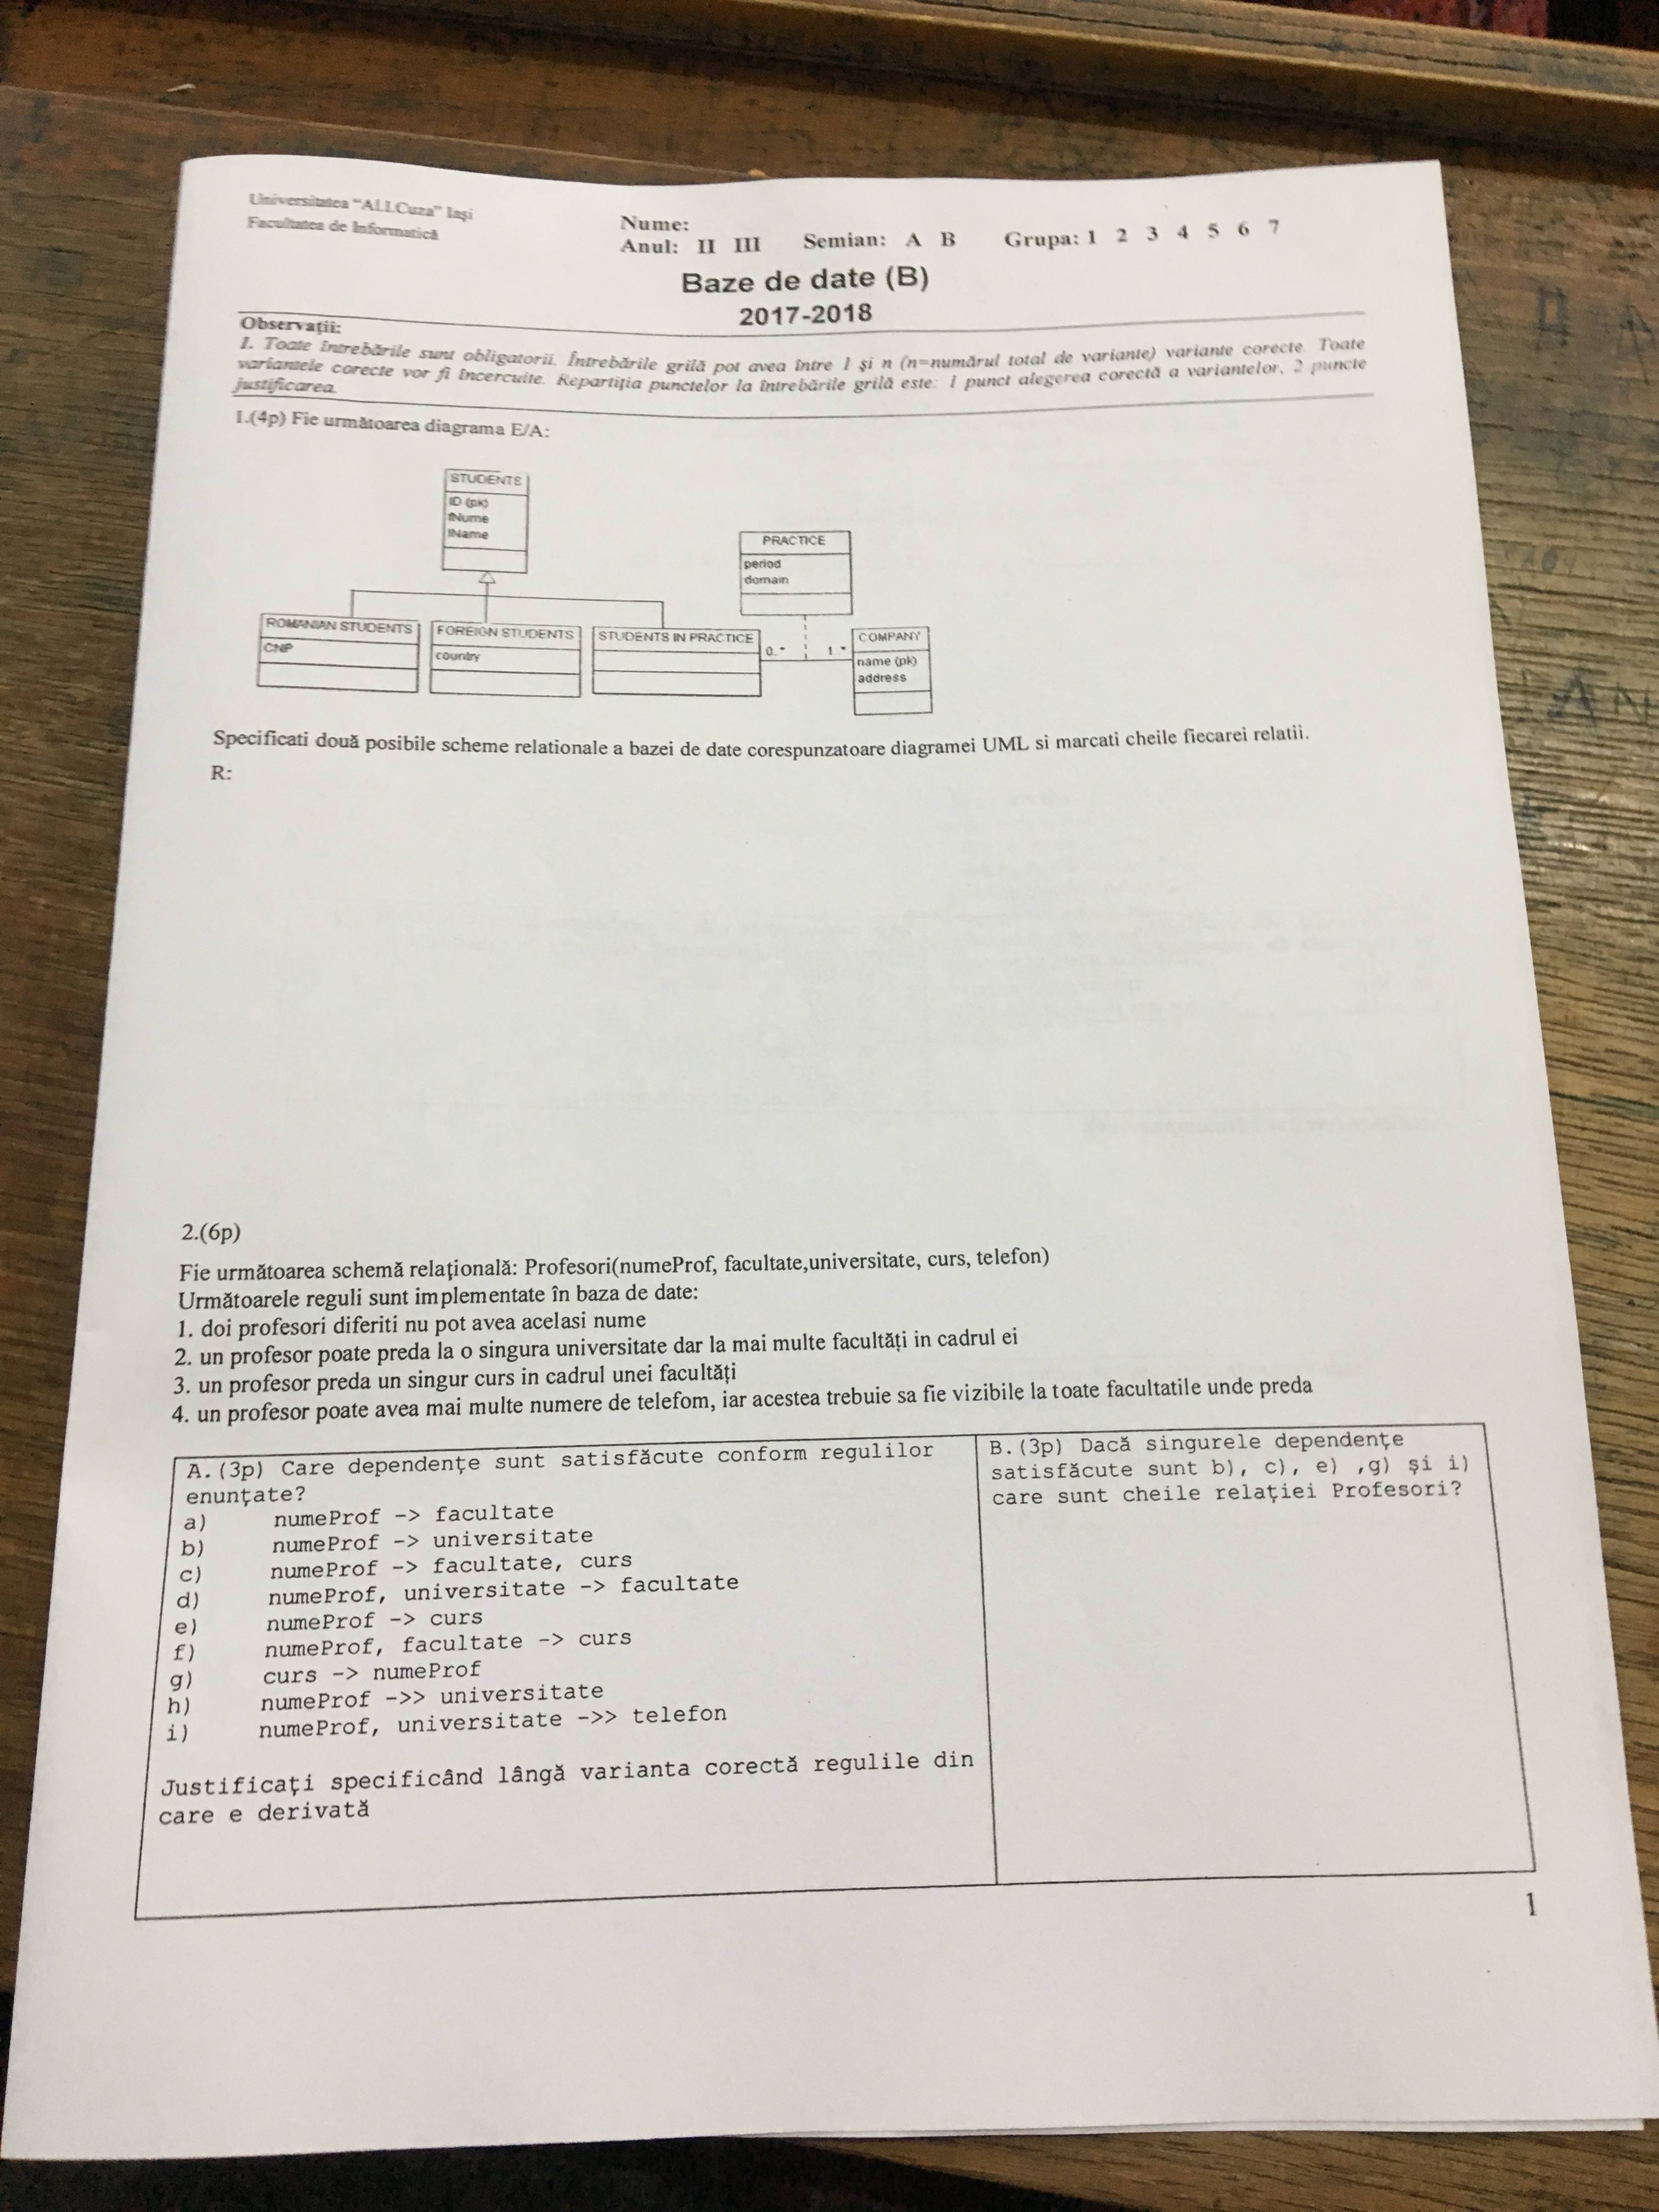 Universitatea "ALI.Cuza" Iaşi
Facultatea de Informatică
Nume:
Anul: II III Semian: A B Grupa: 1 2 3 4 5 6 7
Baze de date (B)
2017-2018
Observaţii:
1. Toate întrebările sunt obligatorii. Întrebările grilă pot avea între 1 şi n (n=numărul total de variante) variante corecte. Toate
variantele corecte vor fi încercuite. Repartiţia punctelor la întrebările grilă este: 1 punct alegerea corectă a variantelor, 2 puncte
justificarea.
1.(4p) Fie următoarea diagrama E/A:
STUDENTS
ID (pk)
fNume
lName
PRACTICE
period
domain
ROMANIAN STUDENTS
CNP
FOREIGN STUDENTS
country
STUDENTS IN PRACTICE
0..*
1..*
COMPANY
name (pk)
address
Specificati două posibile scheme relationale a bazei de date corespunzatoare diagramei UML si marcati cheile fiecarei relatii.
R:
2.(6p)
Fie următoarea schemă relaţională: Profesori(numeProf, facultate,universitate, curs, telefon)
Următoarele reguli sunt implementate în baza de date:
1. doi profesori diferiti nu pot avea acelasi nume
2. un profesor poate preda la o singura universitate dar la mai multe facultăţi in cadrul ei
3. un profesor preda un singur curs in cadrul unei facultăţi
4. un profesor poate avea mai multe numere de telefom, iar acestea trebuie sa fie vizibile la toate facultatile unde preda
A.(3p) Care dependenţe sunt satisfăcute conform regulilor
enunţate?
a) numeProf -> facultate
b) numeProf -> universitate
c) numeProf -> facultate, curs
d) numeProf, universitate -> facultate
e) numeProf -> curs
f) numeProf, facultate -> curs
g) curs -> numeProf
h) numeProf ->> universitate
i) numeProf, universitate ->> telefon
Justificaţi specificând lângă varianta corectă regulile din
care e derivată
B.(3p) Dacă singurele dependenţe
satisfăcute sunt b), c), e) ,g) şi i)
care sunt cheile relaţiei Profesori?
1